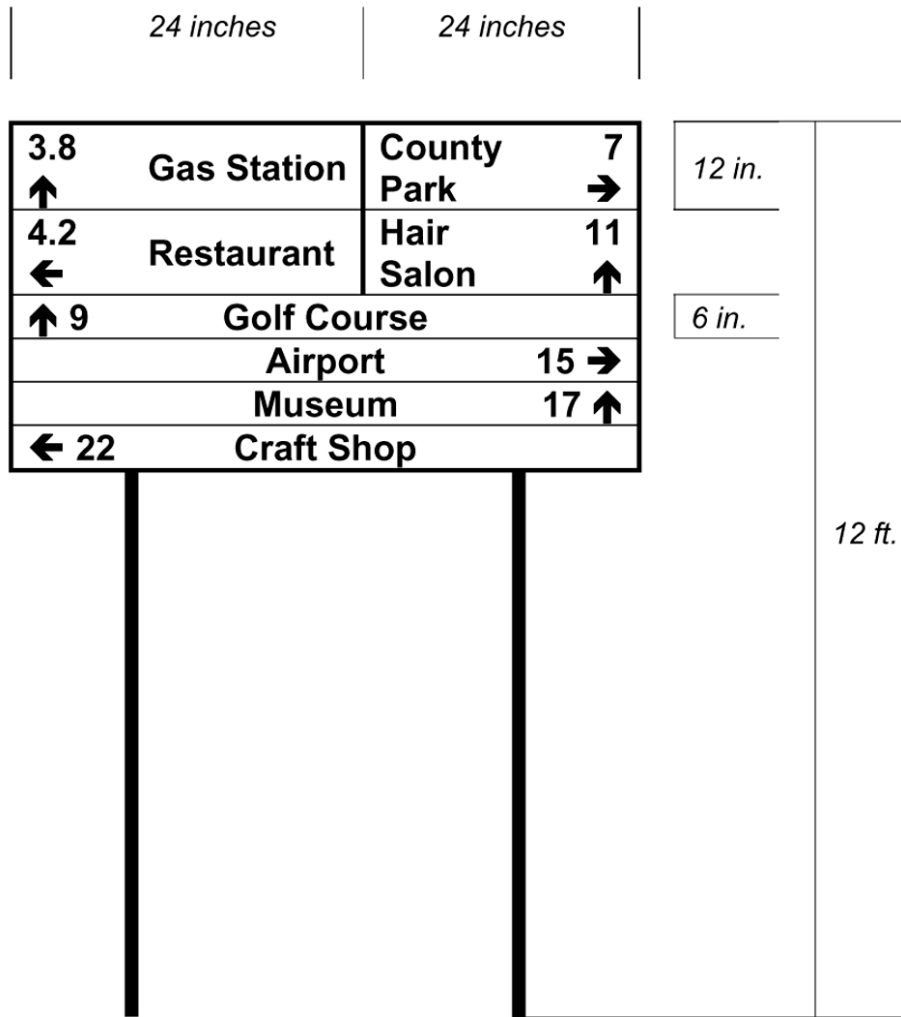 24 inches 24 inches
3.8 County 7
Gas Station
↑ Park →
12 in.
4.2 Hair 11
Restaurant
← Salon ↑
↑ 9 Golf Course
6 in.
Airport 15 →
Museum 17 ↑
← 22 Craft Shop
12 ft.